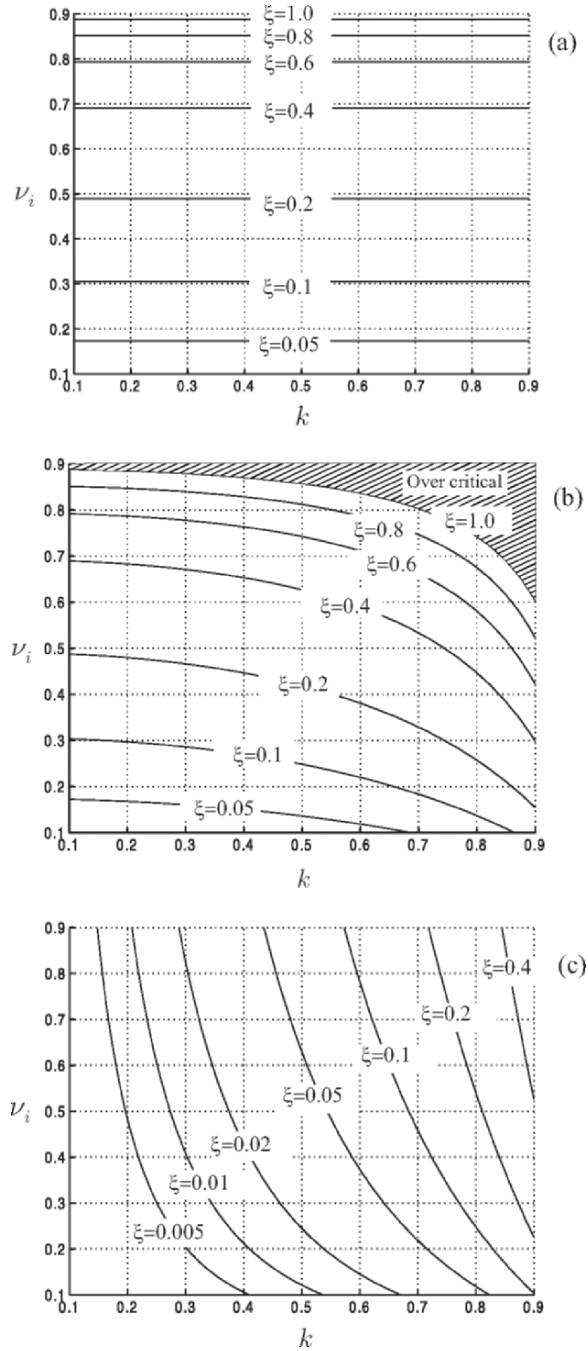 0.9 ξ=1.0
ξ=0.8 (a)
0.8 ξ=0.6
0.7 ξ=0.4
0.6
νᵢ 0.5 ξ=0.2
0.4
0.3 ξ=0.1
0.2 ξ=0.05
0.1
0.1 0.2 0.3 0.4 0.5 0.6 0.7 0.8 0.9
k
0.9 Over critical (b)
0.8 ξ=0.8 ξ=1.0
0.7 ξ=0.6
0.6 ξ=0.4
νᵢ 0.5
0.4 ξ=0.2
0.3 ξ=0.1
0.2 ξ=0.05
0.1
0.1 0.2 0.3 0.4 0.5 0.6 0.7 0.8 0.9
k
0.9 ξ=0.4 (c)
0.8
0.7 ξ=0.2
0.6 ξ=0.1
νᵢ 0.5 ξ=0.05
0.4 ξ=0.02
0.3 ξ=0.01
0.2 ξ=0.005
0.1
0.1 0.2 0.3 0.4 0.5 0.6 0.7 0.8 0.9
k